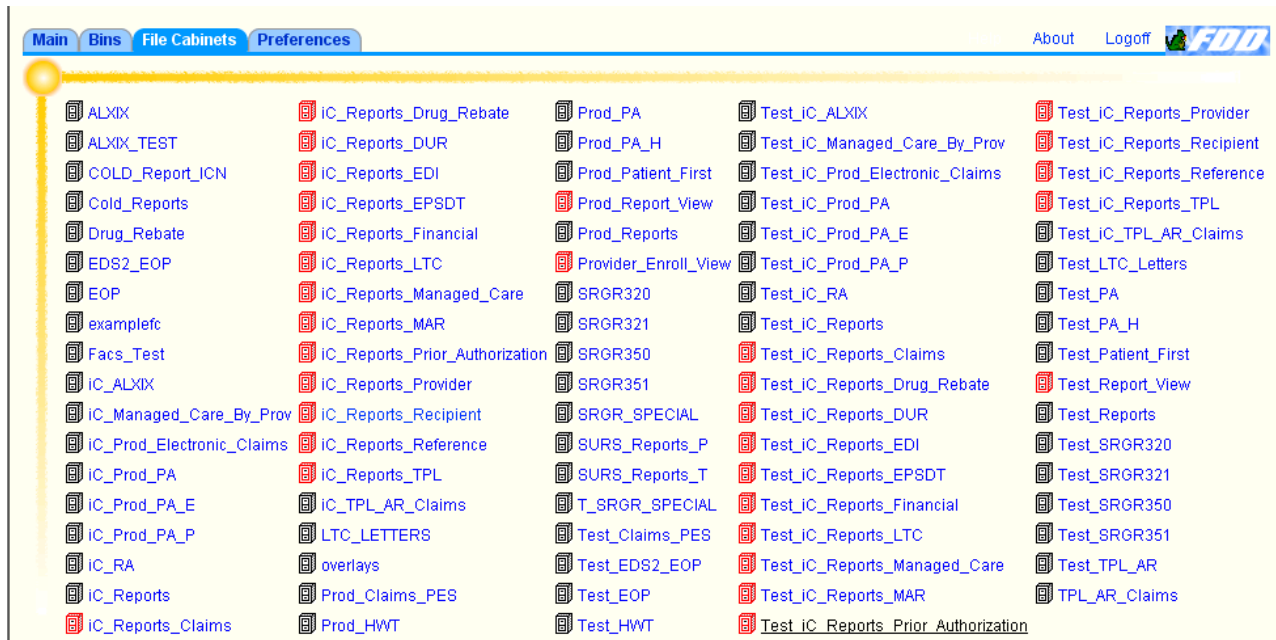 Main Bins File Cabinets Preferences About Logoff FDD
ALXIX
ALXIX_TEST
COLD_Report_ICN
Cold_Reports
Drug_Rebate
EDS2_EOP
EOP
examplefc
Facs_Test
iC_ALXIX
iC_Managed_Care_By_Prov
iC_Prod_Electronic_Claims
iC_Prod_PA
iC_Prod_PA_E
iC_Prod_PA_P
iC_RA
iC_Reports
iC_Reports_Claims
iC_Reports_Drug_Rebate
iC_Reports_DUR
iC_Reports_EDI
iC_Reports_EPSDT
iC_Reports_Financial
iC_Reports_LTC
iC_Reports_Managed_Care
iC_Reports_MAR
iC_Reports_Prior_Authorization
iC_Reports_Provider
iC_Reports_Recipient
iC_Reports_Reference
iC_Reports_TPL
iC_TPL_AR_Claims
LTC_LETTERS
overlays
Prod_Claims_PES
Prod_HWT
Prod_PA
Prod_PA_H
Prod_Patient_First
Prod_Report_View
Prod_Reports
Provider_Enroll_View
SRGR320
SRGR321
SRGR350
SRGR351
SRGR_SPECIAL
SURS_Reports_P
SURS_Reports_T
T_SRGR_SPECIAL
Test_Claims_PES
Test_EDS2_EOP
Test_EOP
Test_HWT
Test_iC_ALXIX
Test_iC_Managed_Care_By_Prov
Test_iC_Prod_Electronic_Claims
Test_iC_Prod_PA
Test_iC_Prod_PA_E
Test_iC_Prod_PA_P
Test_iC_RA
Test_iC_Reports
Test_iC_Reports_Claims
Test_iC_Reports_Drug_Rebate
Test_iC_Reports_DUR
Test_iC_Reports_EDI
Test_iC_Reports_EPSDT
Test_iC_Reports_Financial
Test_iC_Reports_LTC
Test_iC_Reports_Managed_Care
Test_iC_Reports_MAR
Test_iC_Reports_Prior_Authorization
Test_iC_Reports_Provider
Test_iC_Reports_Recipient
Test_iC_Reports_Reference
Test_iC_Reports_TPL
Test_iC_TPL_AR_Claims
Test_LTC_Letters
Test_PA
Test_PA_H
Test_Patient_First
Test_Report_View
Test_Reports
Test_SRGR320
Test_SRGR321
Test_SRGR350
Test_SRGR351
Test_TPL_AR
TPL_AR_Claims